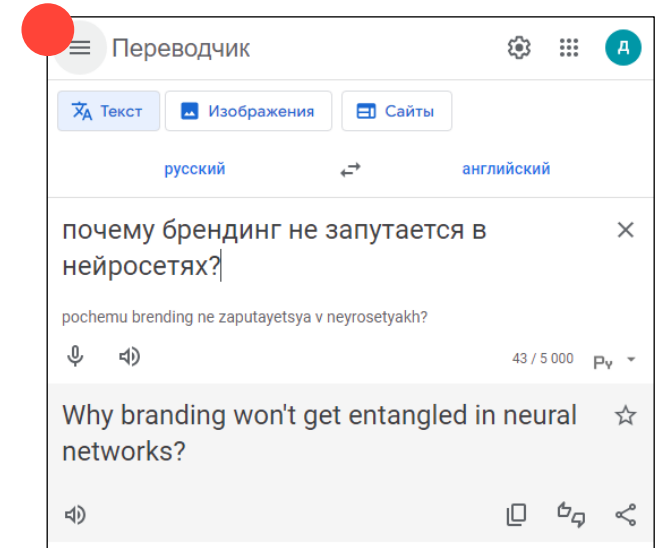 Переводчик
Д
Текст
Изображения
Сайты
русский
английский
почему брендинг не запутается в
нейросетях?
pochemu brending ne zaputayetsya v neyrosetyakh?
43 / 5 000
Ру
Why branding won't get entangled in neural
networks?